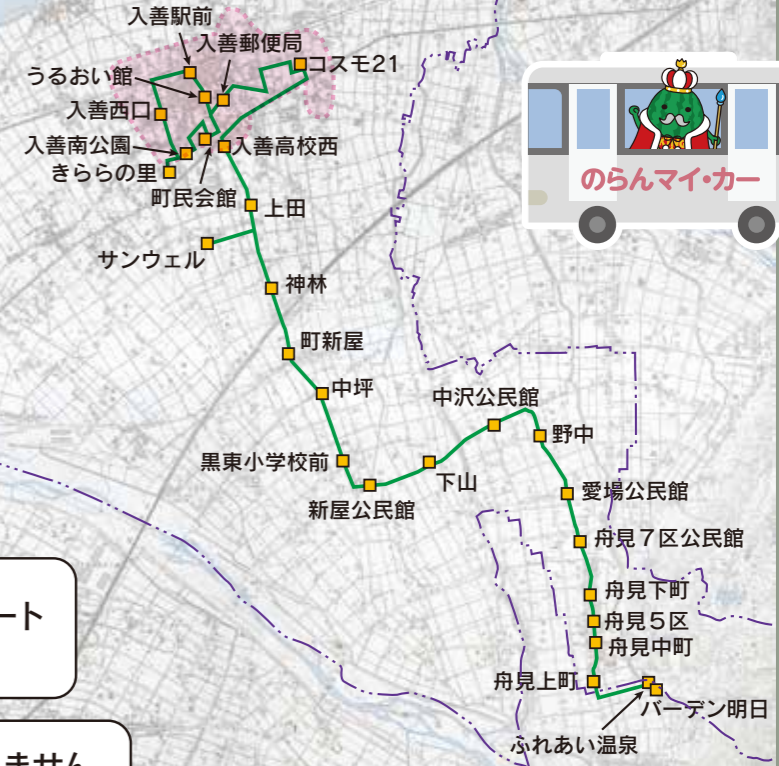 入善駅前
入善郵便局
コスモ21
うるおい館
入善西口
入善南公園
入善高校西
きららの里
町民会館
上田
サンウェル
のらんマイ・カー
神林
町新屋
中坪
中沢公民館
野中
黒東小学校前
下山
新屋公民館
愛場公民館
舟見7区公民館
舟見下町
ート
舟見5区
舟見中町
舟見上町
バーデン明日
ふれあい温泉
ません